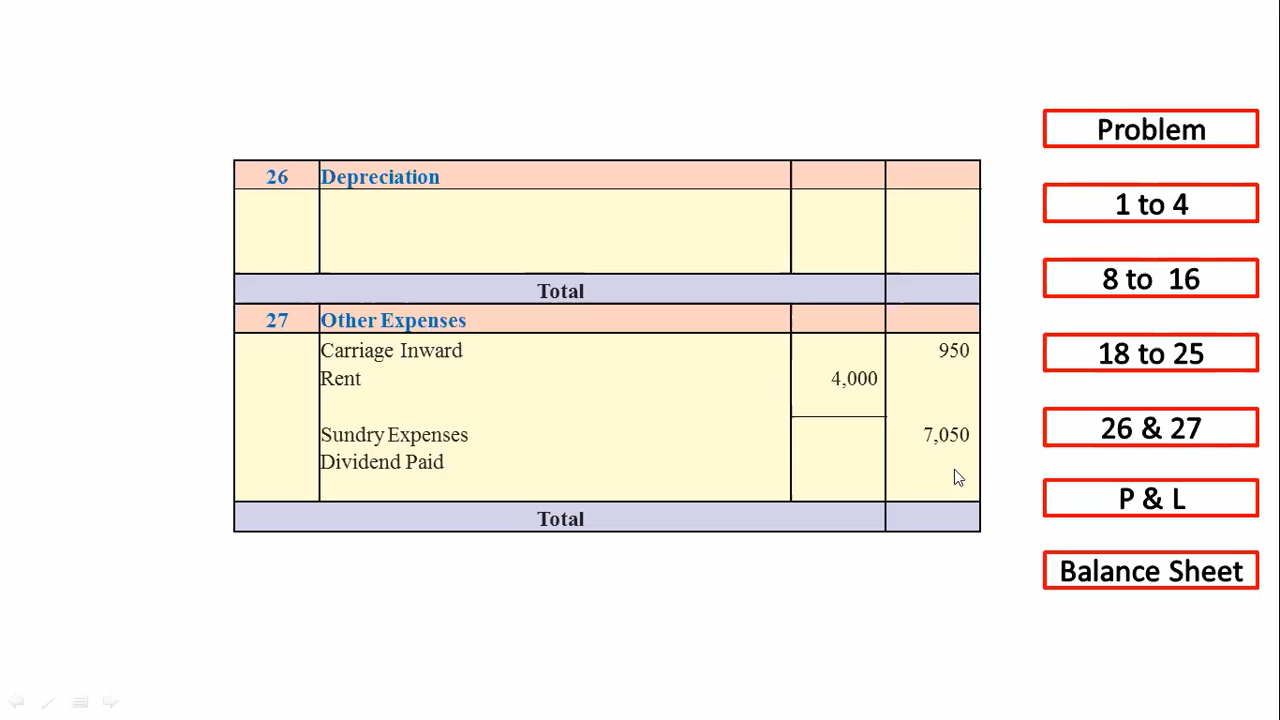 26 Depreciation
Total
27 Other Expenses
Carriage Inward 950
Rent 4,000
Sundry Expenses 7,050
Dividend Paid
Total
Problem
1 to 4
8 to 16
18 to 25
26 & 27
P & L
Balance Sheet